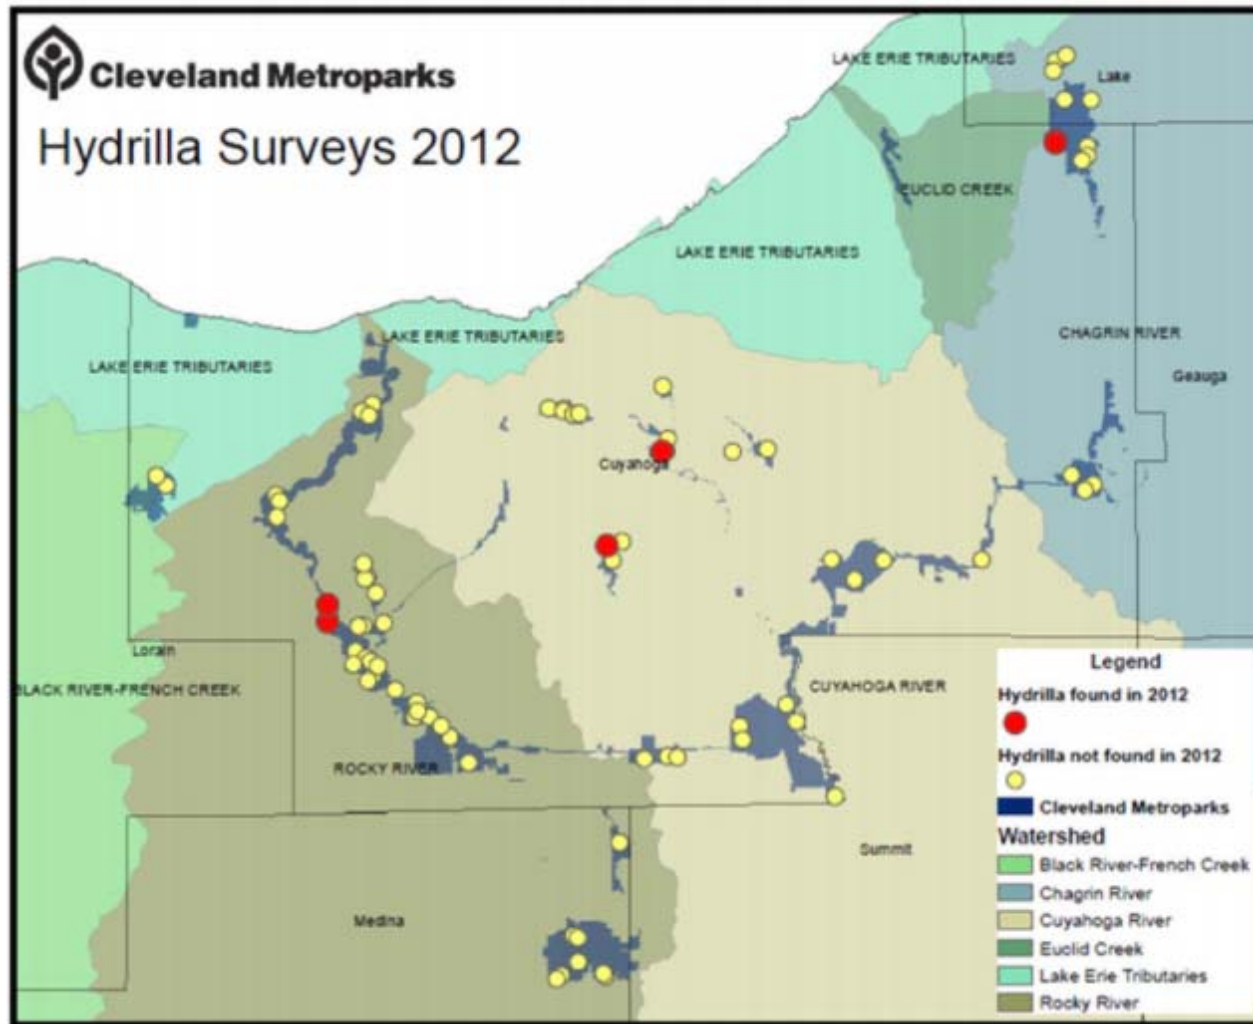 Cleveland Metroparks
Hydrilla Surveys 2012
LAKE ERIE TRIBUTARIES
Lake
EUCLID CREEK
LAKE ERIE TRIBUTARIES
LAKE ERIE TRIBUTARIES
CHAGRIN RIVER
LAKE ERIE TRIBUTARIES
Geauga
Cuyahoga
Lorain
BLACK RIVER-FRENCH CREEK
CUYAHOGA RIVER
ROCKY RIVER
Summit
Medina
Legend
Hydrilla found in 2012
Hydrilla not found in 2012
Cleveland Metroparks
Watershed
Black River-French Creek
Chagrin River
Cuyahoga River
Euclid Creek
Lake Erie Tributaries
Rocky River